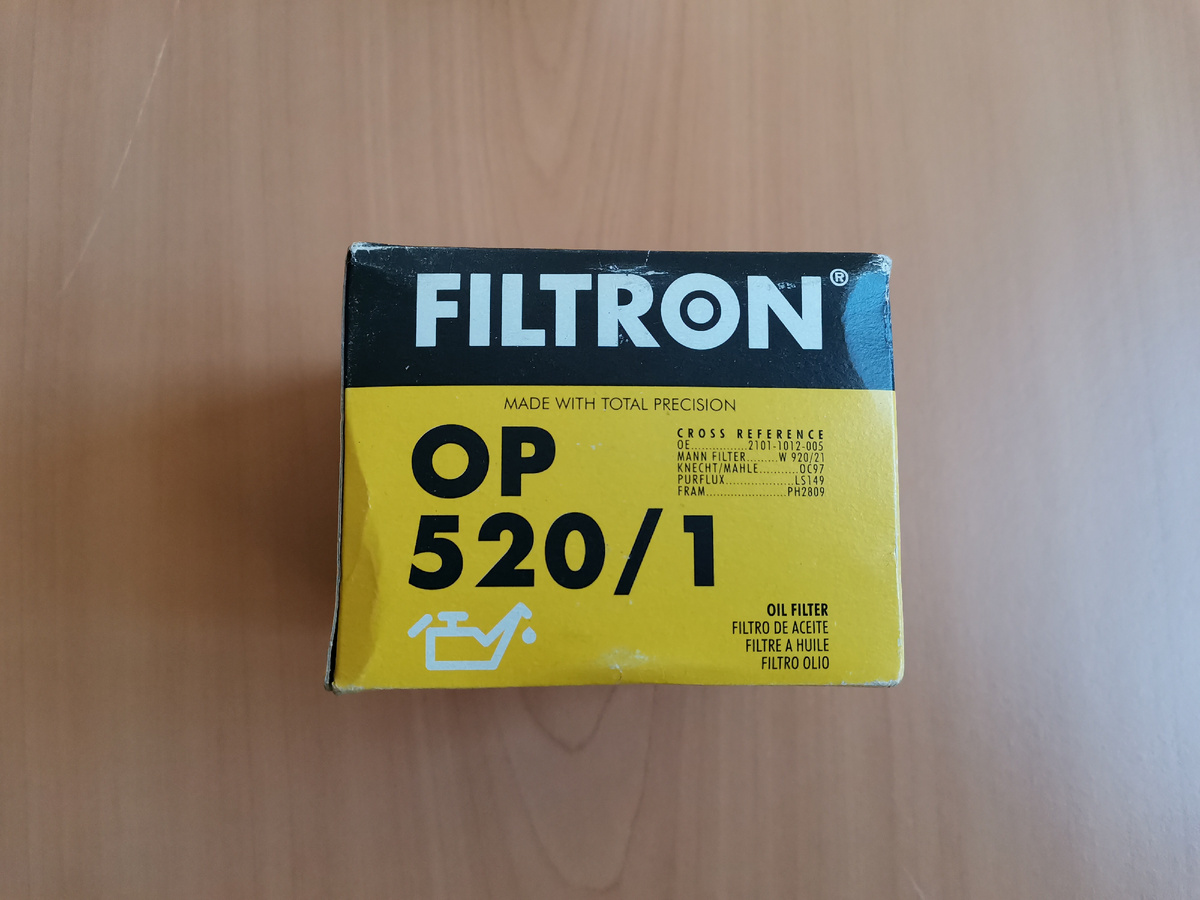 FILTRON®
MADE WITH TOTAL PRECISION
OP
520/1
CROSS REFERENCE
OE................2101-1012-005
MANN FILTER.........W 920/21
KNECHT/MAHLE...........OC97
PURFLUX....................LS149
FRAM.......................PH2809
OIL FILTER
FILTRO DE ACEITE
FILTRE A HUILE
FILTRO OLIO